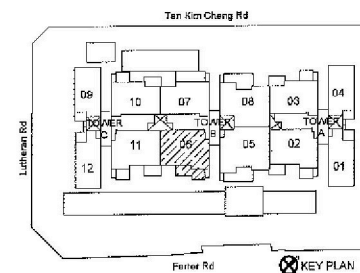 Tan Kim Cheng Rd
Lutheran Rd
09
10
07
08
03
04
TOWER C
TOWER B
TOWER A
12
11
06
05
02
01
Farrer Rd
KEY PLAN